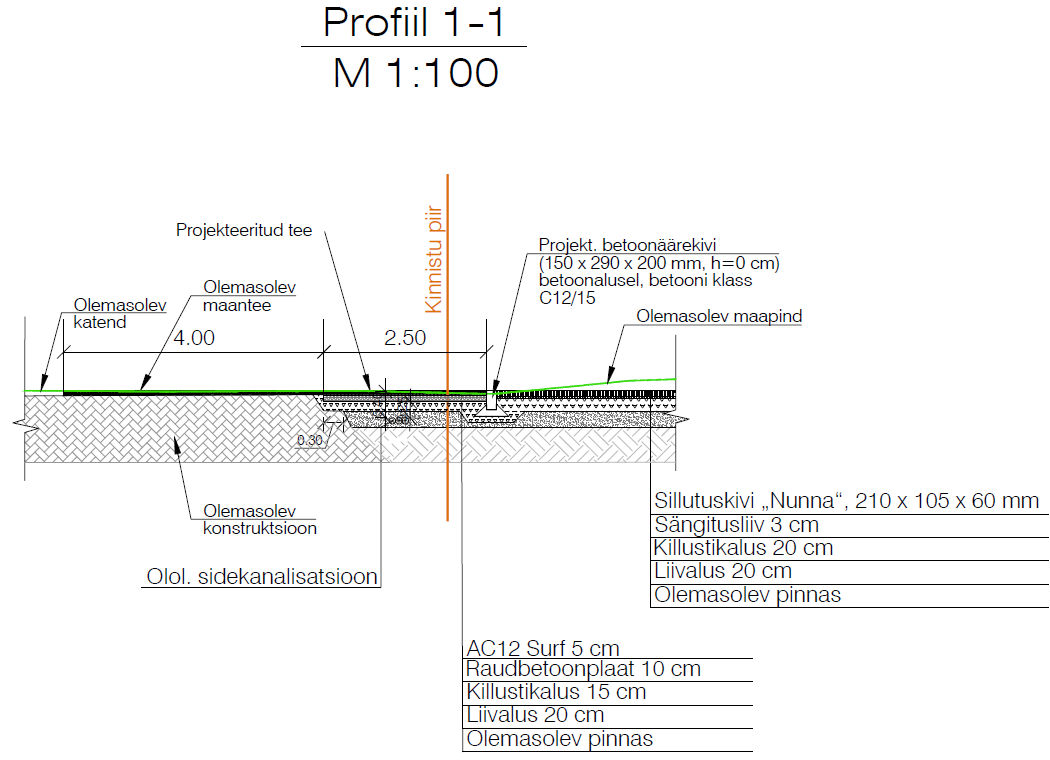 Profiil 1-1
M 1:100
Kinnistu piir
Projekteeritud tee
Projekt. betoonäärekivi
(150 x 290 x 200 mm, h=0 cm)
betoonalusel, betooni klass
C12/15
Olemasolev
maantee
Olemasolev
katend
Olemasolev maapind
4.00
2.50
0.30
Olemasolev
konstruktsioon
Olol. sidekanalisatsioon
Sillutuskivi „Nunna“, 210 x 105 x 60 mm
Sängitusliiv 3 cm
Killustikalus 20 cm
Liivalus 20 cm
Olemasolev pinnas
AC12 Surf 5 cm
Raudbetoonplaat 10 cm
Killustikalus 15 cm
Liivalus 20 cm
Olemasolev pinnas